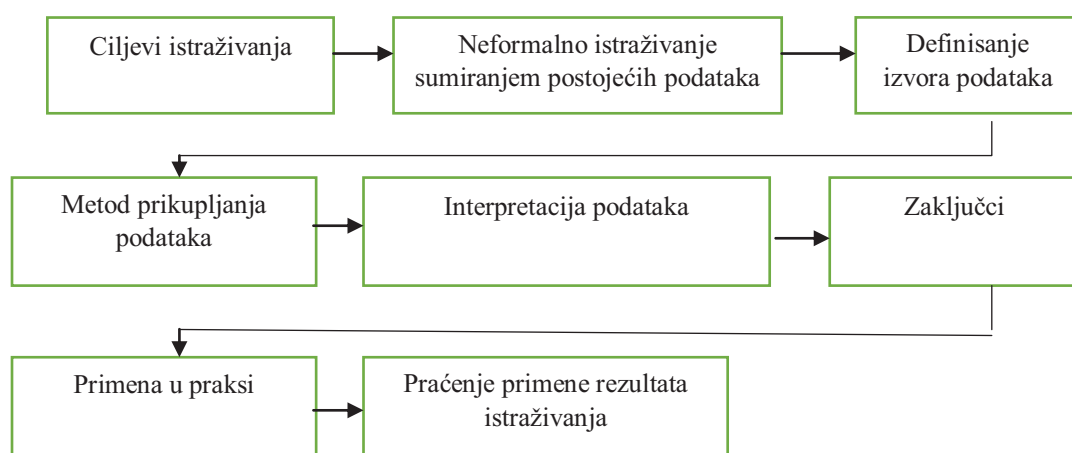 Ciljevi istraživanja
Neformalno istraživanje
sumiranjem postojećih podataka
Definisanje
izvora podataka
Metod prikupljanja
podataka
Interpretacija podataka
Zaključci
Primena u praksi
Praćenje primene rezultata
istraživanja